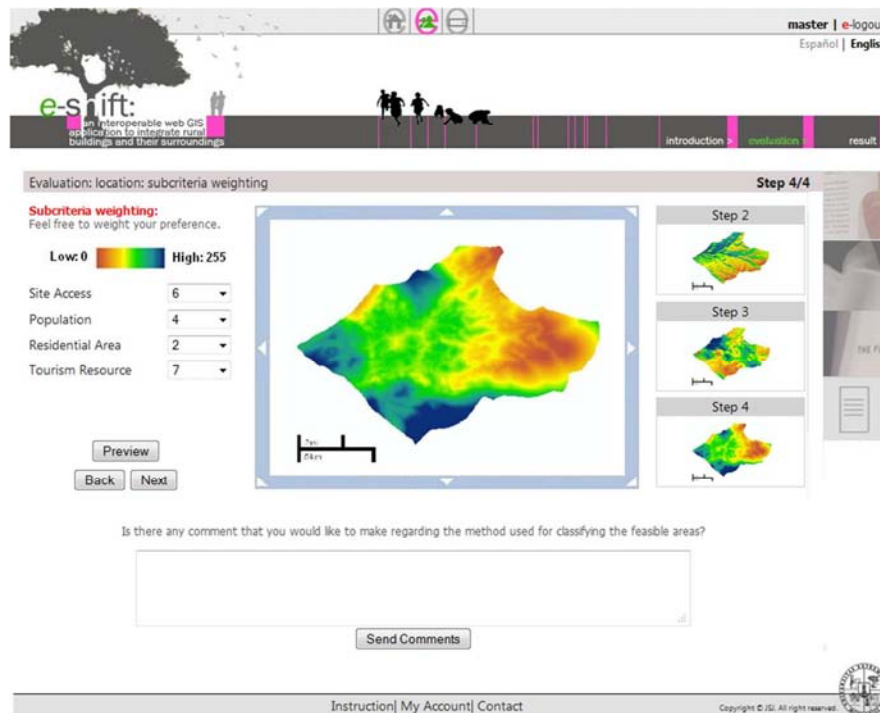 master | e-logou
Español | Englis
e-shift:
an interoperable web GIS
application to integrate rural
buildings and their surroundings
introduction > evaluation > result
Evaluation: location: subcriteria weighting Step 4/4
Subcriteria weighting:
Feel free to weight your preference.
Low: 0 High: 255
Site Access 6
Population 4
Residential Area 2
Tourism Resource 7
Preview
Back Next
Step 2
Step 3
Step 4
THE F
Is there any comment that you would like to make regarding the method used for classifying the feasble areas?
Send Comments
Instruction| My Account| Contact
Copyright © JSJ. All right reserved.